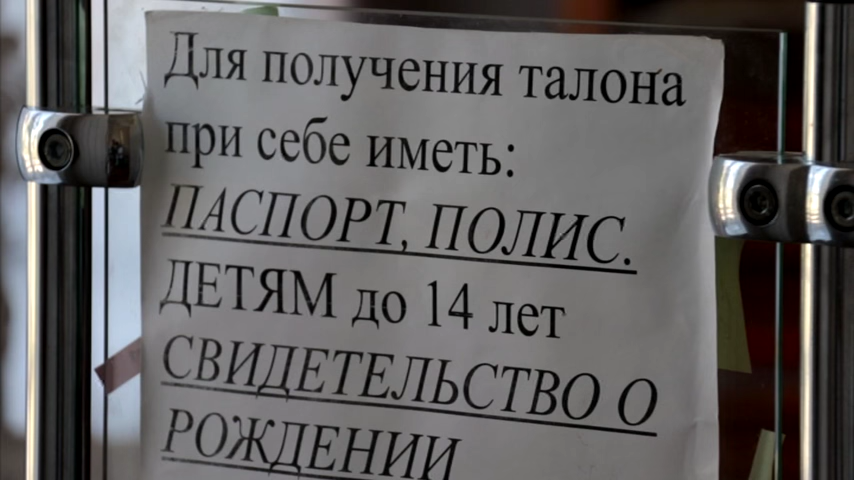 Для получения талона
при себе иметь:
ПАСПОРТ, ПОЛИС.
ДЕТЯМ до 14 лет
СВИДЕТЕЛЬСТВО О
РОЖДЕНИИ